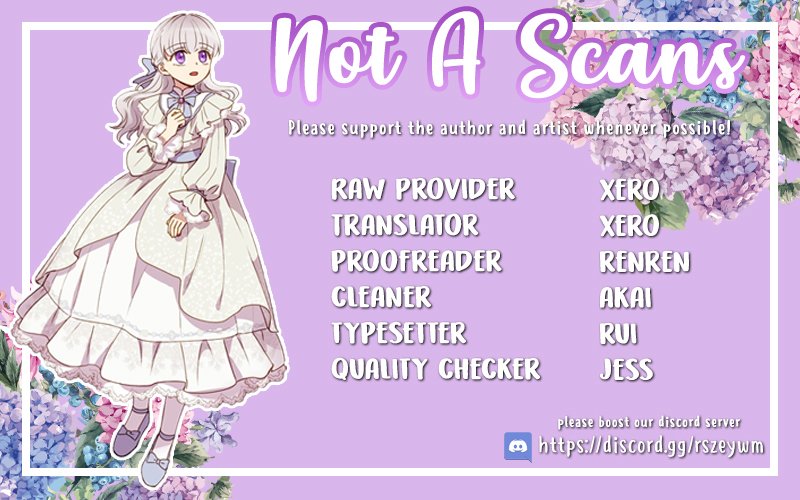 Not A Scans
Please support the author and artist whenever possible!
RAW PROVIDER XERO
TRANSLATOR XERO
PROOFREADER RENREN
CLEANER AKAI
TYPESETTER RUI
QUALITY CHECKER JESS
please boost our discord server
https://discord.gg/rszeywm